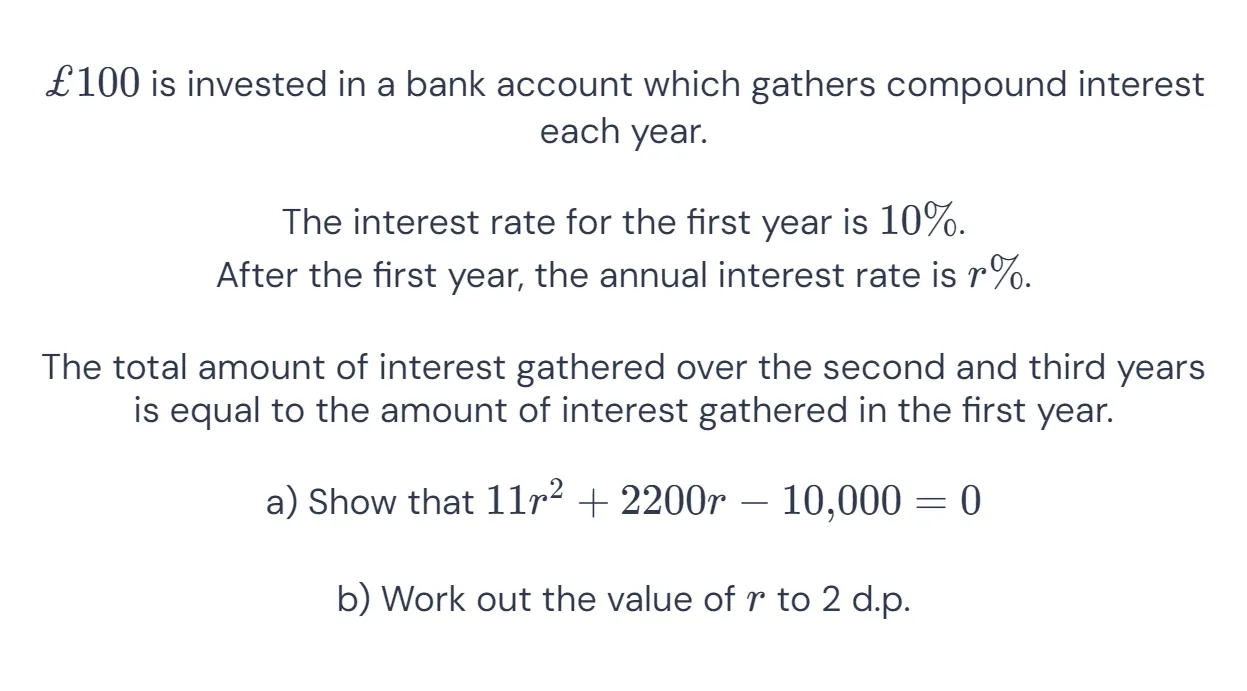 £100 is invested in a bank account which gathers compound interest
each year.
The interest rate for the first year is 10%.
After the first year, the annual interest rate is r%.
The total amount of interest gathered over the second and third years
is equal to the amount of interest gathered in the first year.
a) Show that 11r² + 2200r − 10,000 = 0
b) Work out the value of r to 2 d.p.